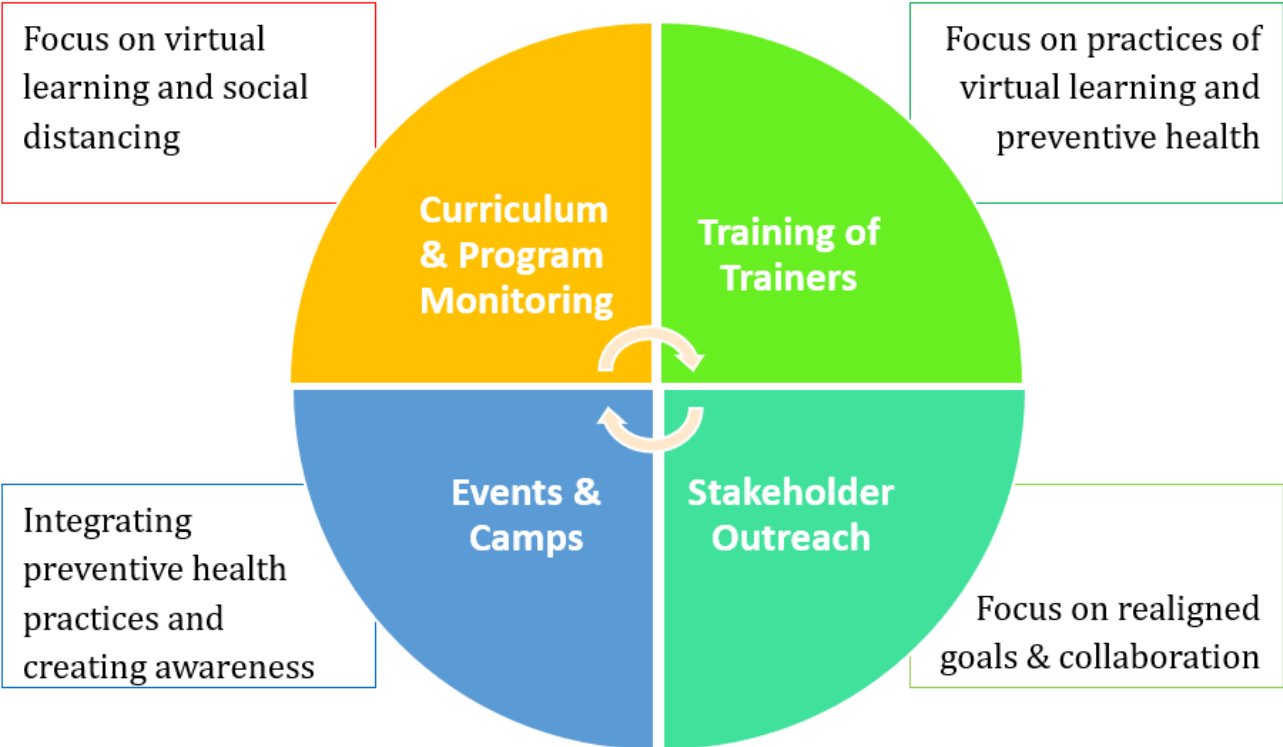 Focus on virtual
learning and social
distancing
Focus on practices of
virtual learning and
preventive health
Curriculum
& Program
Monitoring
Training of
Trainers
Events &
Camps
Stakeholder
Outreach
Integrating
preventive health
practices and
creating awareness
Focus on realigned
goals & collaboration